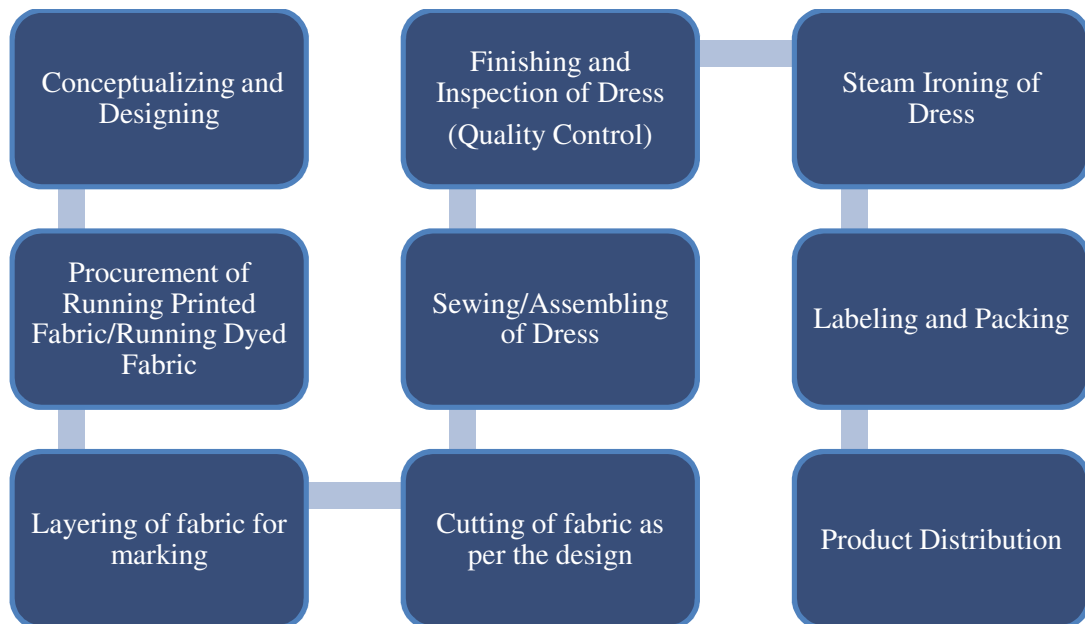 Conceptualizing and
Designing
Procurement of
Running Printed
Fabric/Running Dyed
Fabric
Layering of fabric for
marking
Cutting of fabric as
per the design
Sewing/Assembling
of Dress
Finishing and
Inspection of Dress
(Quality Control)
Steam Ironing of
Dress
Labeling and Packing
Product Distribution